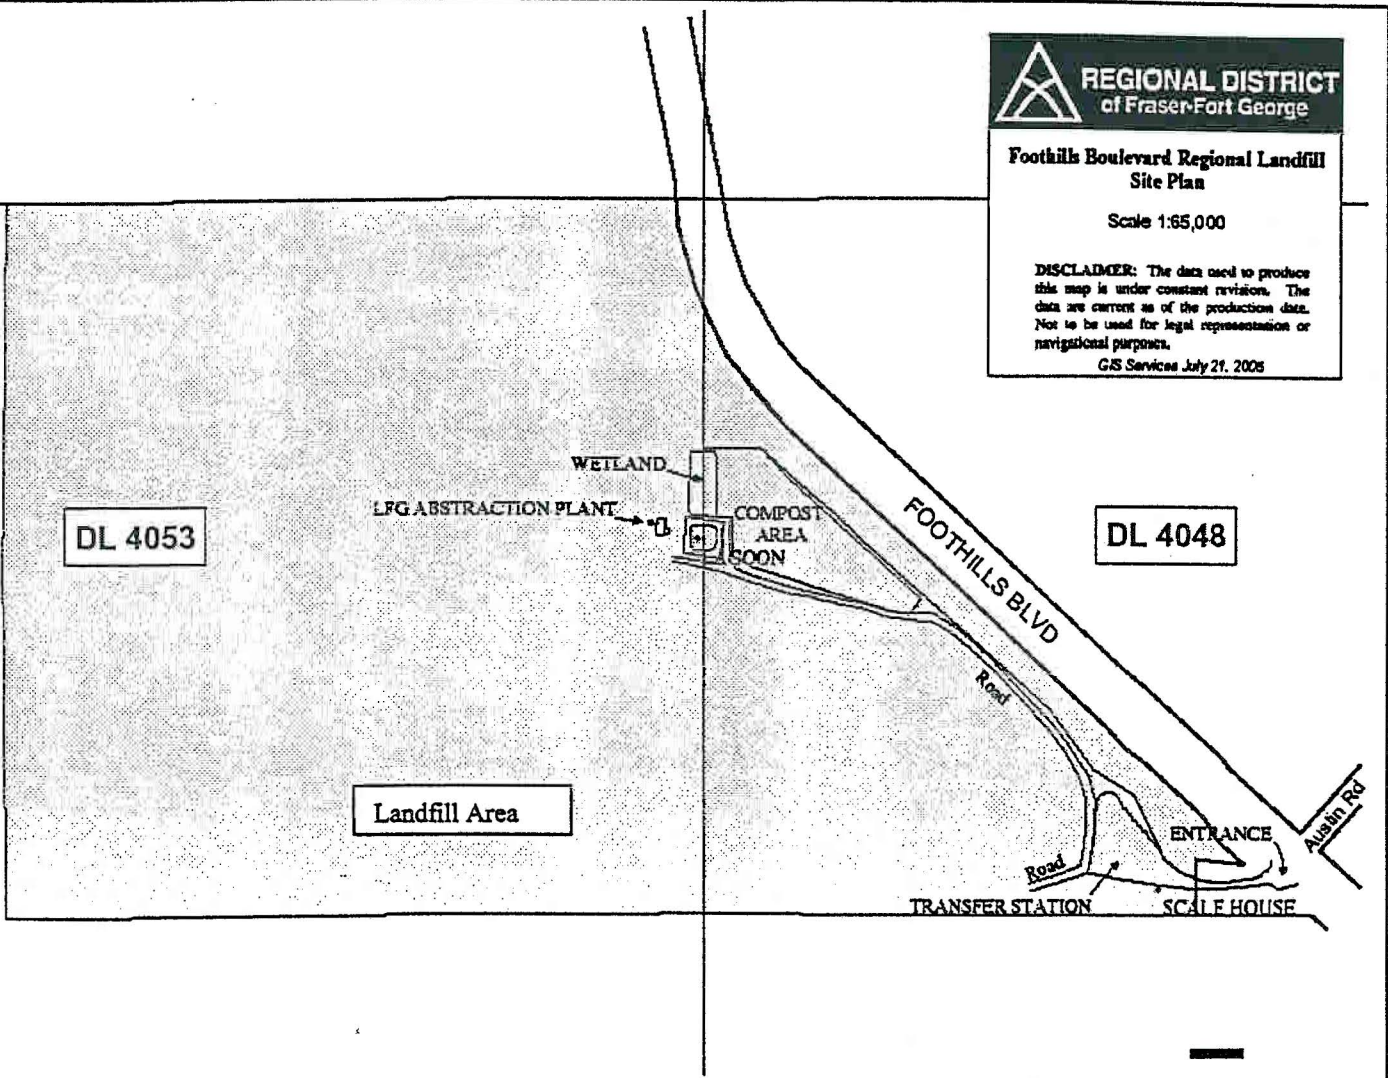 REGIONAL DISTRICT
of Fraser-Fort George
Foothills Boulevard Regional Landfill
Site Plan
Scale 1:65,000
DISCLAIMER: The data used to produce
this map is under constant revision. The
data are current as of the production date.
Not to be used for legal representation or
navigational purposes.
GIS Services July 21, 2005
WETLAND
LFG ABSTRACTION PLANT
COMPOST
AREA
SOON
DL 4053
DL 4048
FOOTHILLS BLVD
Road
Landfill Area
Austin Rd
ENTRANCE
Road
TRANSFER STATION
SCALE HOUSE